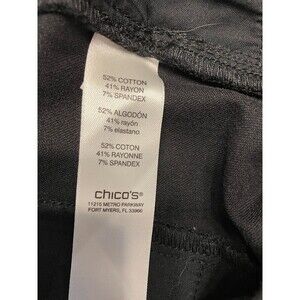 52% COTTON
41% RAYON
7% SPANDEX
52% ALGODÓN
41% rayón
7% elastano
52% COTON
41% RAYONNE
7% SPANDEX
chico's®
11215 METRO PARKWAY
FORT MYERS, FL 33966